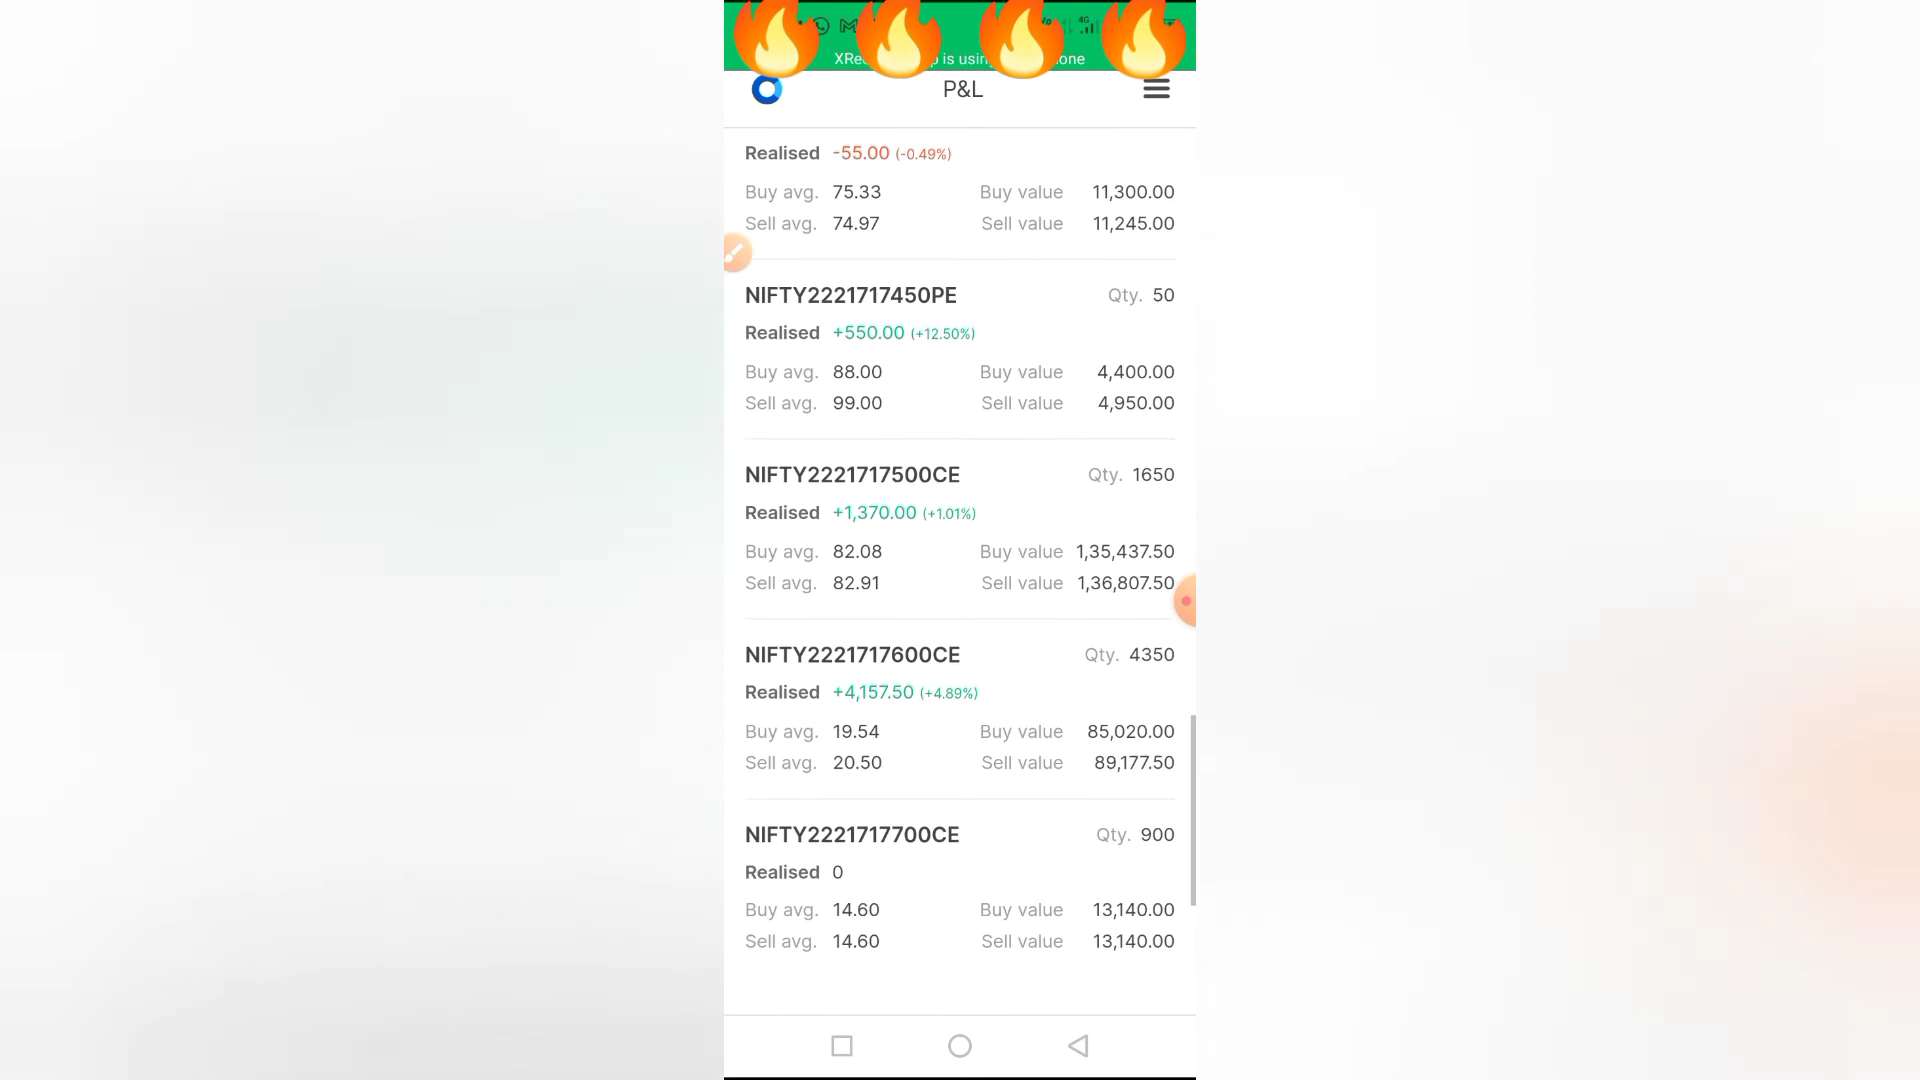 P&L
Realised -55.00 (-0.49%)
Buy avg. 75.33 Buy value 11,300.00
Sell avg. 74.97 Sell value 11,245.00
NIFTY2221717450PE Qty. 50
Realised +550.00 (+12.50%)
Buy avg. 88.00 Buy value 4,400.00
Sell avg. 99.00 Sell value 4,950.00
NIFTY2221717500CE Qty. 1650
Realised +1,370.00 (+1.01%)
Buy avg. 82.08 Buy value 1,35,437.50
Sell avg. 82.91 Sell value 1,36,807.50
NIFTY2221717600CE Qty. 4350
Realised +4,157.50 (+4.89%)
Buy avg. 19.54 Buy value 85,020.00
Sell avg. 20.50 Sell value 89,177.50
NIFTY2221717700CE Qty. 900
Realised 0
Buy avg. 14.60 Buy value 13,140.00
Sell avg. 14.60 Sell value 13,140.00